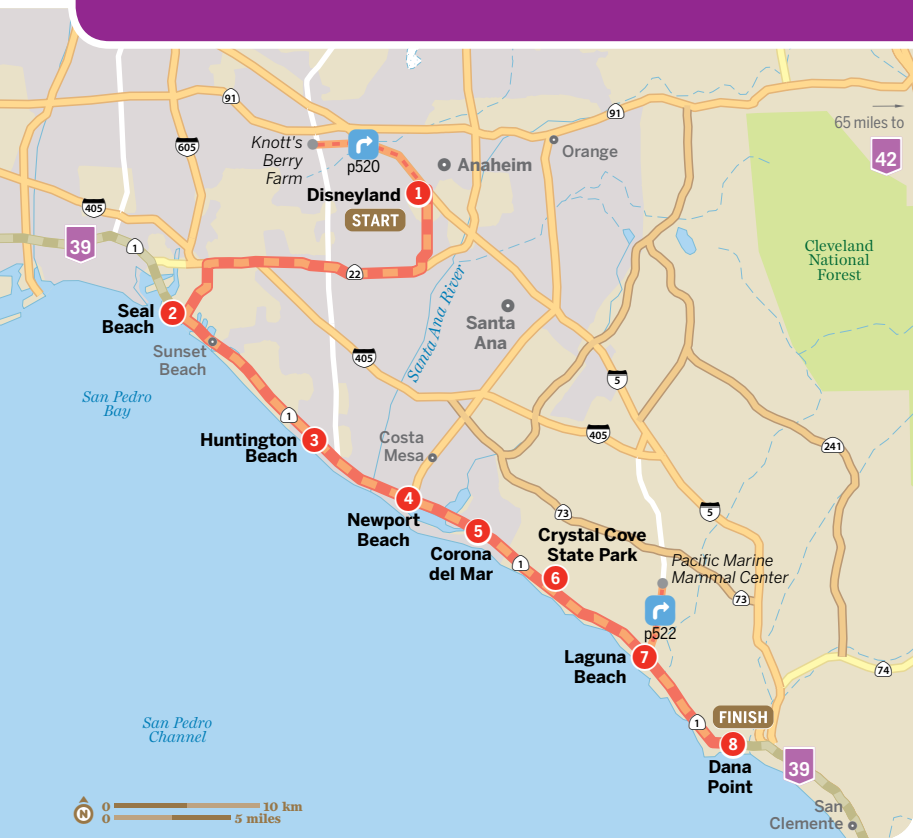 91
91
65 miles to
42
605
Knott's
Berry
Farm
p520
Anaheim
Orange
Disneyland
1
START
405
39
1
Cleveland
National
Forest
22
Santa Ana River
Seal
Beach
2
Santa
Ana
Sunset
Beach
405
5
San Pedro
Bay
1
405
241
Huntington
Beach
3
Costa
Mesa
4
Newport
Beach
73
5
5
Corona
del Mar
Crystal Cove
State Park
1
6
Pacific Marine
Mammal Center
73
p522
Laguna
Beach
7
74
San Pedro
Channel
1
FINISH
8
Dana
Point
39
N
0 10 km
0 5 miles
San
Clemente